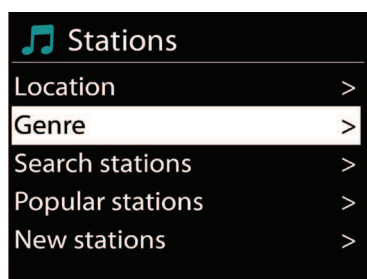 Stations
Location >
Genre >
Search stations >
Popular stations >
New stations >